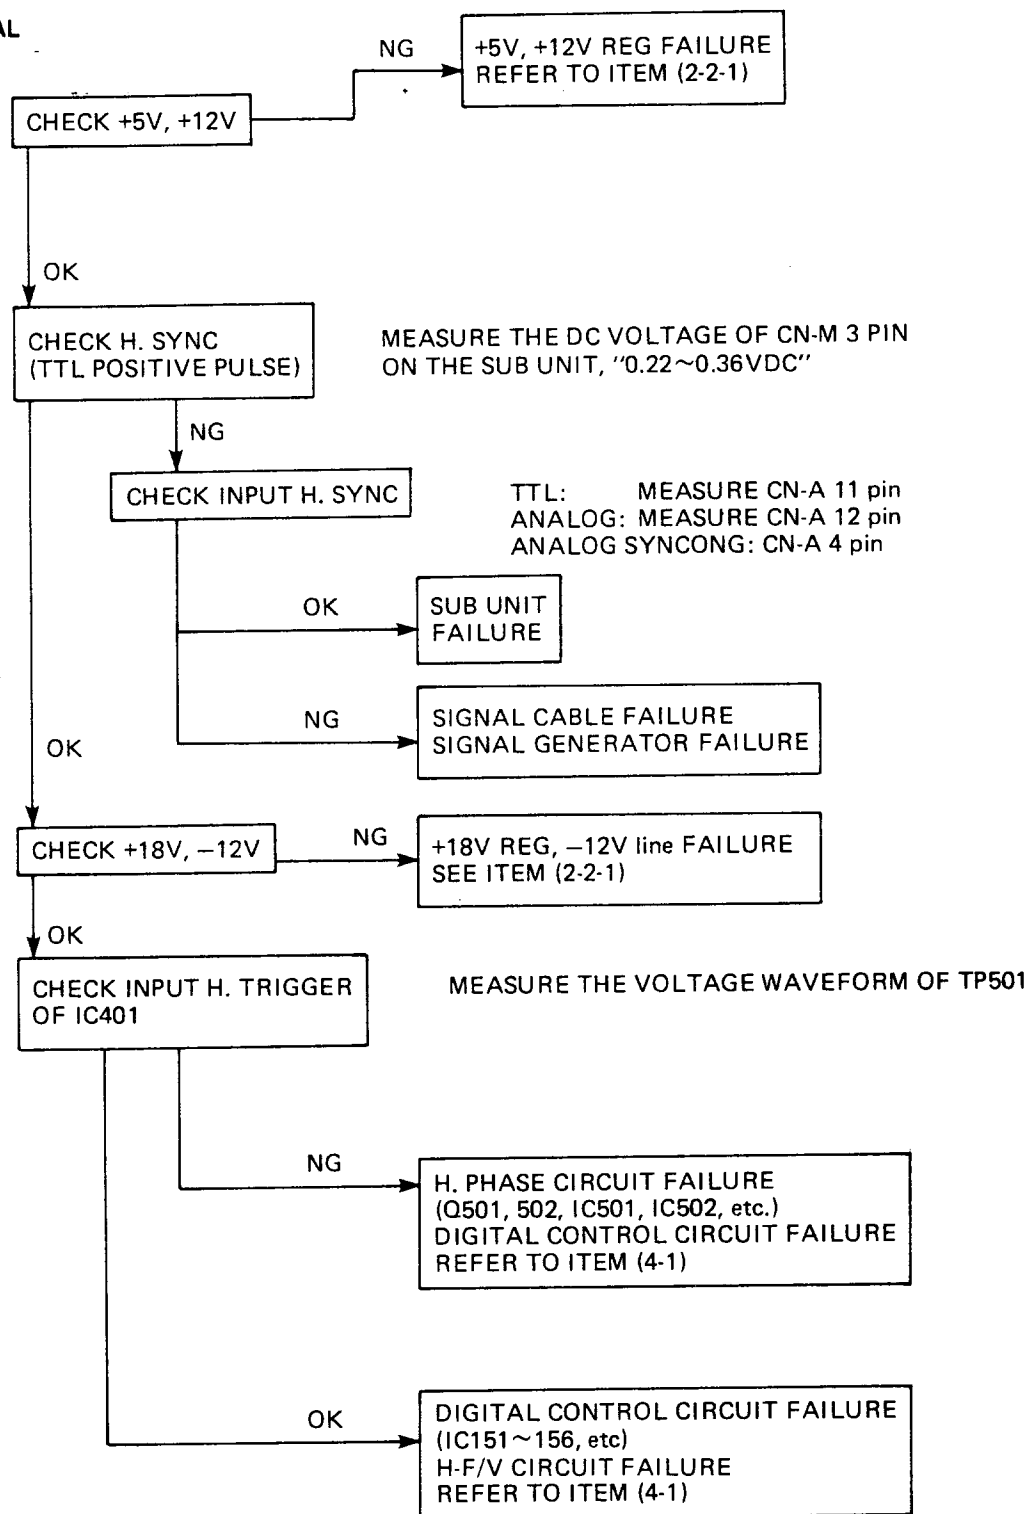 AL
NG
+5V, +12V REG FAILURE
REFER TO ITEM (2-2-1)
CHECK +5V, +12V
OK
CHECK H. SYNC
(TTL POSITIVE PULSE)
MEASURE THE DC VOLTAGE OF CN-M 3 PIN
ON THE SUB UNIT, "0.22~0.36VDC"
NG
CHECK INPUT H. SYNC
TTL: MEASURE CN-A 11 pin
ANALOG: MEASURE CN-A 12 pin
ANALOG SYNCONG: CN-A 4 pin
OK
SUB UNIT
FAILURE
NG
SIGNAL CABLE FAILURE
SIGNAL GENERATOR FAILURE
OK
CHECK +18V, −12V
NG
+18V REG, −12V line FAILURE
SEE ITEM (2-2-1)
OK
CHECK INPUT H. TRIGGER
OF IC401
MEASURE THE VOLTAGE WAVEFORM OF TP501
NG
H. PHASE CIRCUIT FAILURE
(Q501, 502, IC501, IC502, etc.)
DIGITAL CONTROL CIRCUIT FAILURE
REFER TO ITEM (4-1)
OK
DIGITAL CONTROL CIRCUIT FAILURE
(IC151~156, etc)
H-F/V CIRCUIT FAILURE
REFER TO ITEM (4-1)